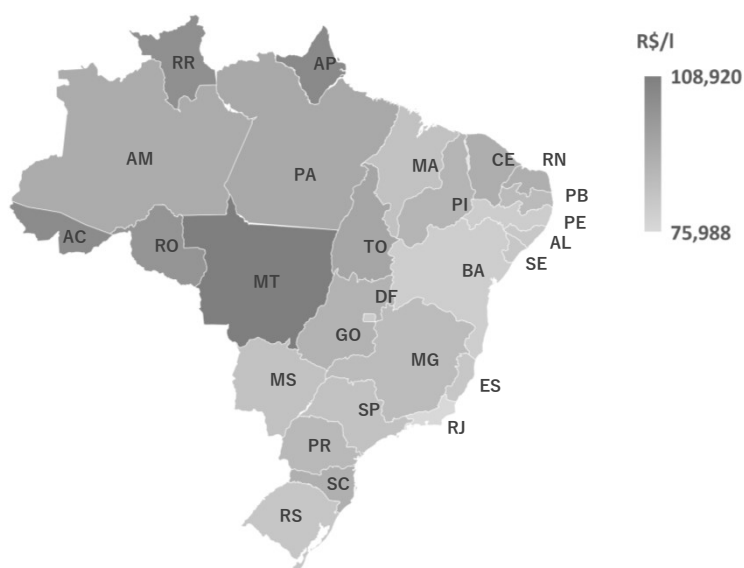 R$/l
108,920
75,988
RR
AP
AM
PA
MA
CE
RN
PB
PI
PE
AL
AC
RO
TO
SE
BA
MT
DF
GO
MG
MS
ES
SP
RJ
PR
SC
RS